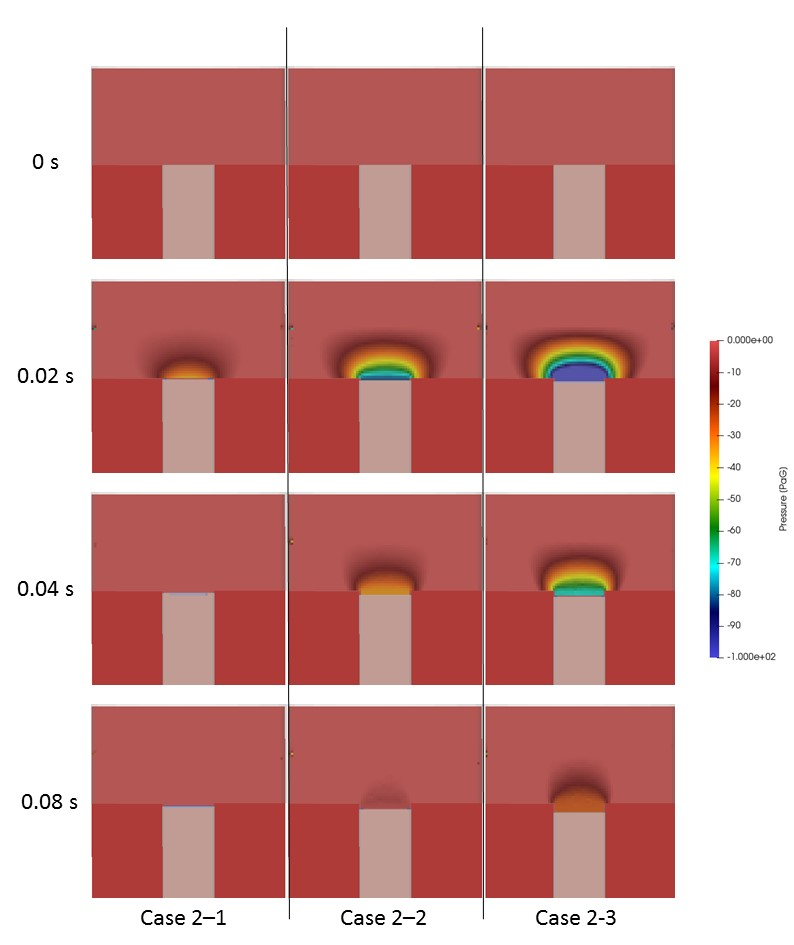 0 s
0.02 s
0.04 s
0.08 s
Case 2–1
Case 2–2
Case 2-3
0.000e+00
-10
-20
-30
-40
-50
-60
-70
-80
-90
-1.000e+02
Pressure (PaG)